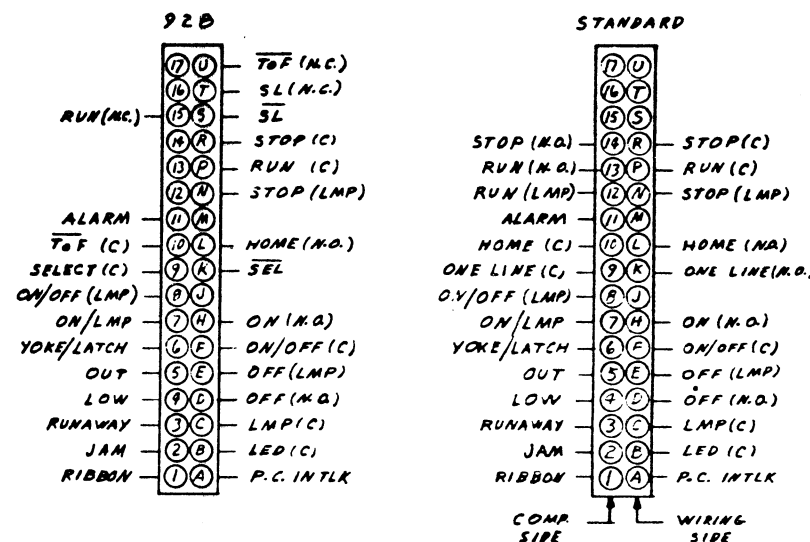 92B
17 U T̅o̅F̅ (N.C.)
16 T SL (N.C.)
RUN (N.C.) 15 S S̅L̅
14 R STOP (C)
13 P RUN (C)
12 N STOP (LMP)
ALARM 11 M
T̅o̅F̅ (C) 10 L HOME (N.O.)
SELECT (C) 9 K S̅E̅L̅
ON/OFF (LMP) 8 J
ON/LMP 7 H ON (N.O.)
YOKE/LATCH 6 F ON/OFF (C)
OUT 5 E OFF (LMP)
LOW 4 D OFF (N.O.)
RUNAWAY 3 C LMP (C)
JAM 2 B LED (C)
RIBBON 1 A P.C. INTLK
STANDARD
17 U
16 T
15 S
STOP (N.O.) 14 R STOP (C)
RUN (N.O.) 13 P RUN (C)
RUN (LMP) 12 N STOP (LMP)
ALARM 11 M
HOME (C) 10 L HOME (N.O.)
ONE LINE (C) 9 K ONE LINE (N.O.)
ON/OFF (LMP) 8 J
ON/LMP 7 H ON (N.O.)
YOKE/LATCH 6 F ON/OFF (C)
OUT 5 E OFF (LMP)
LOW 4 D OFF (N.O.)
RUNAWAY 3 C LMP (C)
JAM 2 B LED (C)
RIBBON 1 A P.C. INTLK
COMP. SIDE
WIRING SIDE